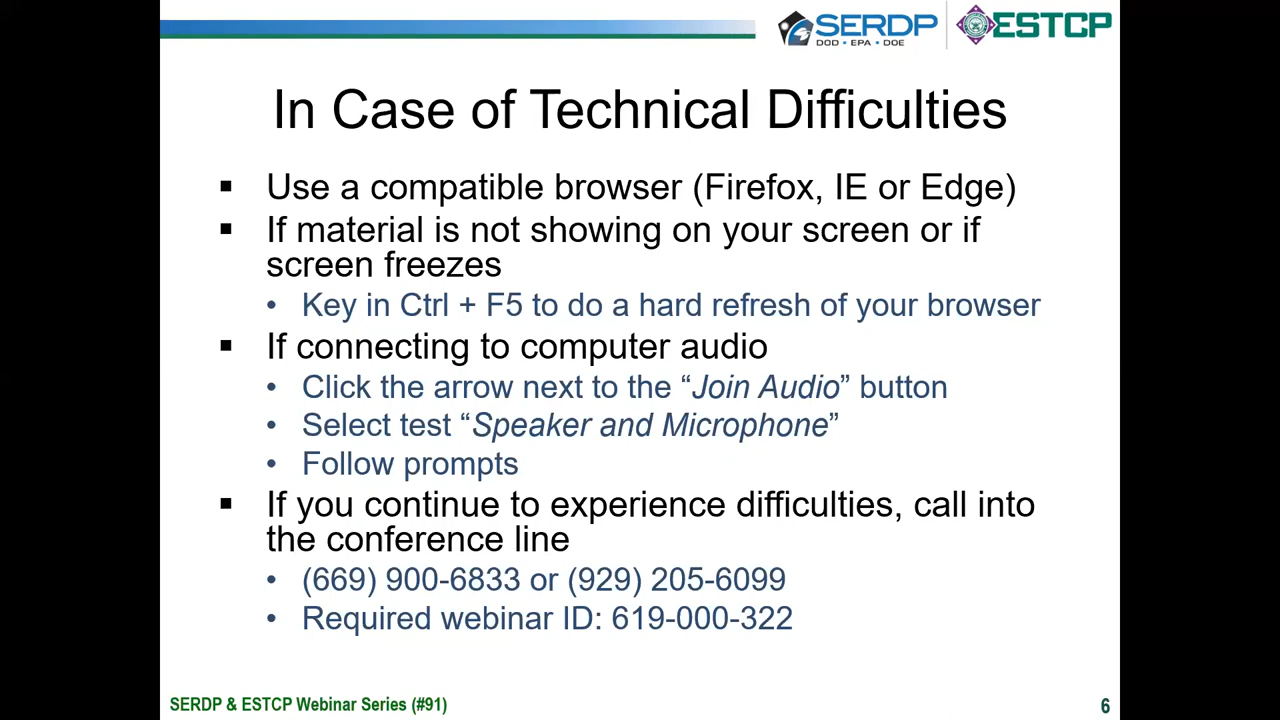 SERDP
DOD • EPA • DOE
ESTCP
In Case of Technical Difficulties
▪ Use a compatible browser (Firefox, IE or Edge)
▪ If material is not showing on your screen or if
screen freezes
• Key in Ctrl + F5 to do a hard refresh of your browser
▪ If connecting to computer audio
• Click the arrow next to the “Join Audio” button
• Select test “Speaker and Microphone”
• Follow prompts
▪ If you continue to experience difficulties, call into
the conference line
• (669) 900-6833 or (929) 205-6099
• Required webinar ID: 619-000-322
SERDP & ESTCP Webinar Series (#91)
6